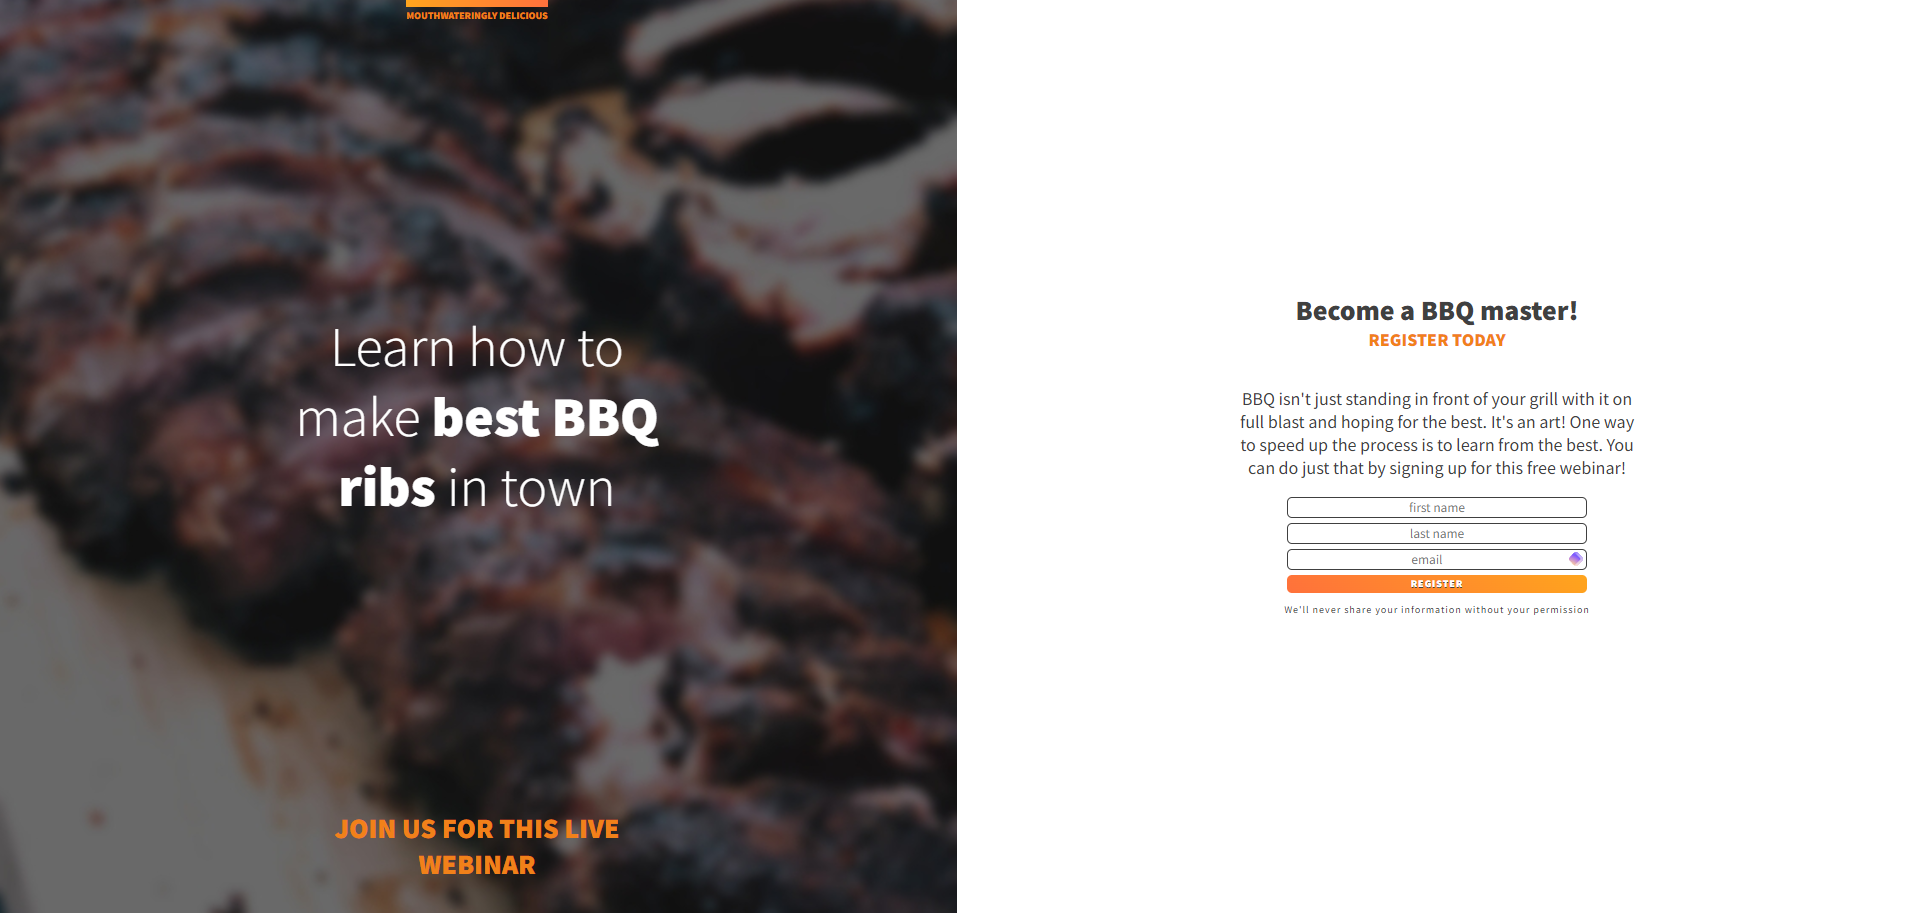 MOUTHWATERINGLY DELICIOUS
Learn how to
make best BBQ
ribs in town
JOIN US FOR THIS LIVE
WEBINAR
Become a BBQ master!
REGISTER TODAY
BBQ isn't just standing in front of your grill with it on
full blast and hoping for the best. It's an art! One way
to speed up the process is to learn from the best. You
can do just that by signing up for this free webinar!
first name
last name
email
REGISTER
We'll never share your information without your permission